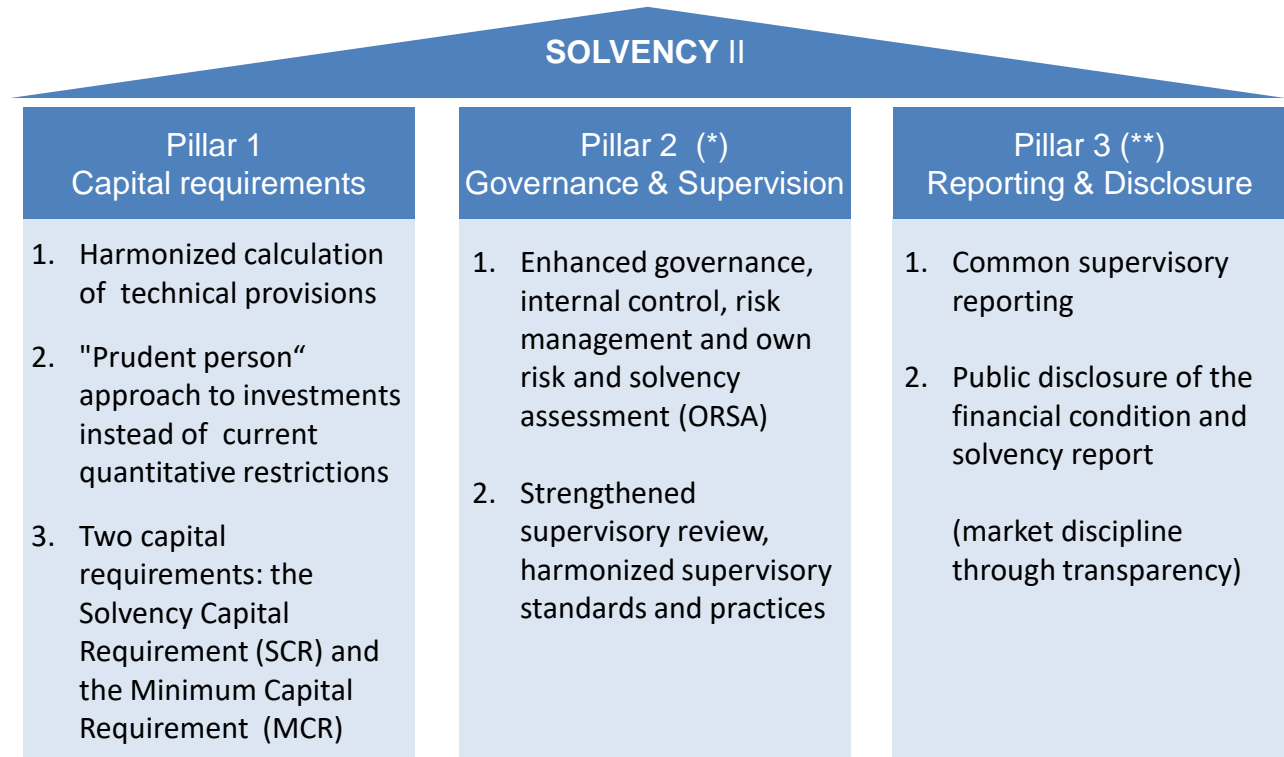 SOLVENCY II
Pillar 1
Capital requirements
1. Harmonized calculation
of technical provisions
2. "Prudent person“
approach to investments
instead of current
quantitative restrictions
3. Two capital
requirements: the
Solvency Capital
Requirement (SCR) and
the Minimum Capital
Requirement (MCR)
Pillar 2 (*)
Governance & Supervision
1. Enhanced governance,
internal control, risk
management and own
risk and solvency
assessment (ORSA)
2. Strengthened
supervisory review,
harmonized supervisory
standards and practices
Pillar 3 (**)
Reporting & Disclosure
1. Common supervisory
reporting
2. Public disclosure of the
financial condition and
solvency report
(market discipline
through transparency)